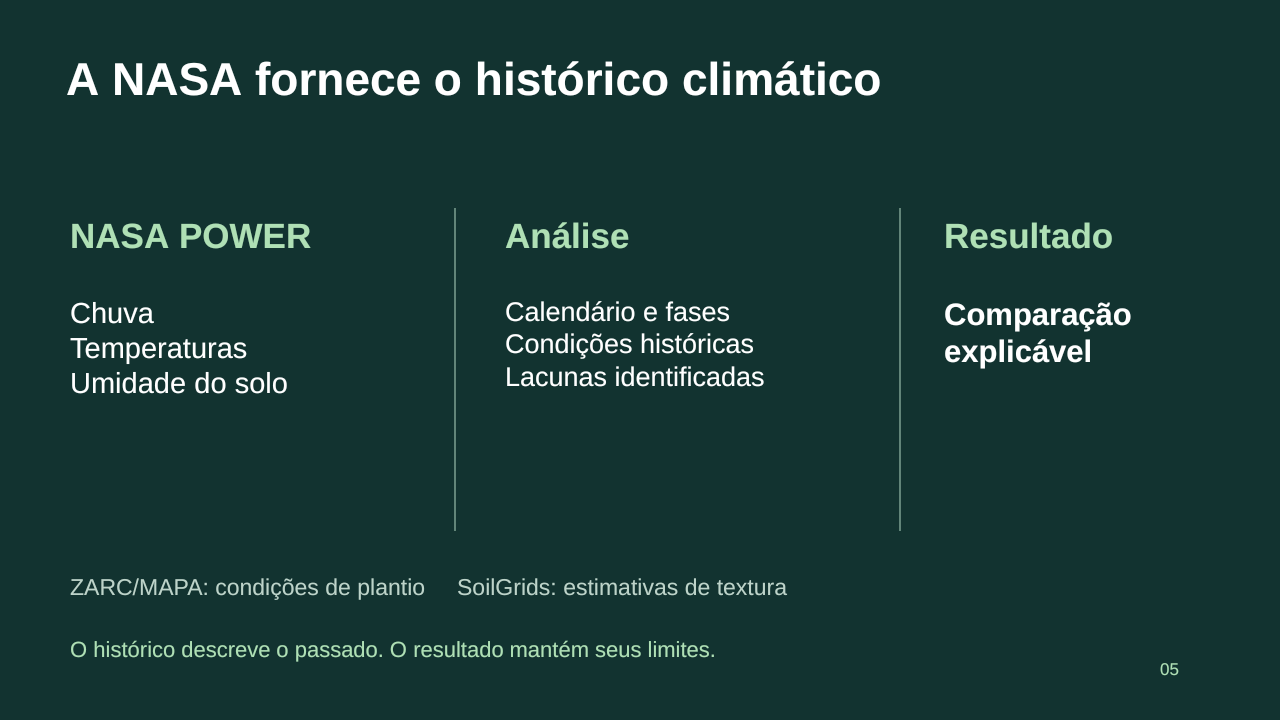 A NASA fornece o histórico climático
NASA POWER
Chuva
Temperaturas
Umidade do solo
Análise
Calendário e fases
Condições históricas
Lacunas identificadas
Resultado
Comparação
explicável
ZARC/MAPA: condições de plantio SoilGrids: estimativas de textura
O histórico descreve o passado. O resultado mantém seus limites.
05